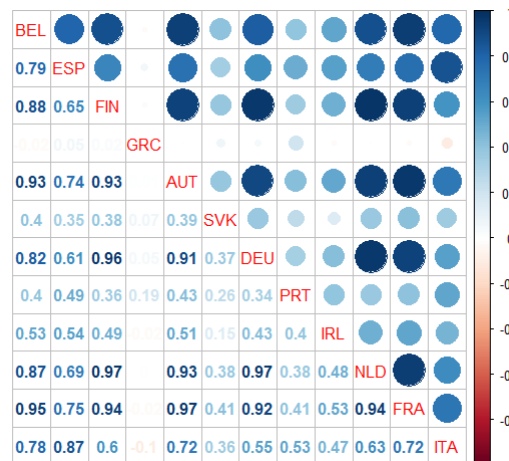 BEL
0.79 ESP
0.88 0.65 FIN
0.05 GRC
0.93 0.74 0.93 AUT
0.4 0.35 0.38 0.07 0.39 SVK
0.82 0.61 0.96 0.05 0.91 0.37 DEU
0.4 0.49 0.36 0.19 0.43 0.26 0.34 PRT
0.53 0.54 0.49 0.51 0.15 0.43 0.4 IRL
0.87 0.69 0.97 0.93 0.38 0.97 0.38 0.48 NLD
0.95 0.75 0.94 0.97 0.41 0.92 0.41 0.53 0.94 FRA
0.78 0.87 0.6 -0.1 0.72 0.36 0.55 0.53 0.47 0.63 0.72 ITA